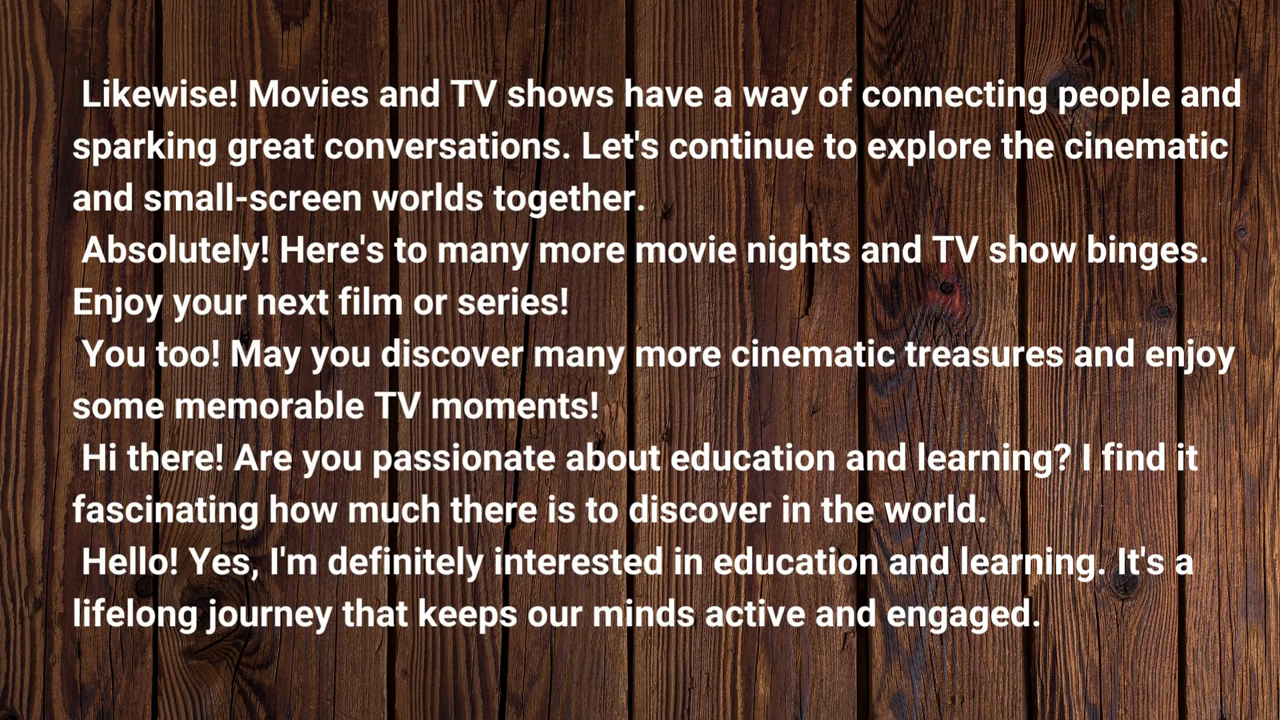 Likewise! Movies and TV shows have a way of connecting people and
sparking great conversations. Let's continue to explore the cinematic
and small-screen worlds together.
Absolutely! Here's to many more movie nights and TV show binges.
Enjoy your next film or series!
You too! May you discover many more cinematic treasures and enjoy
some memorable TV moments!
Hi there! Are you passionate about education and learning? I find it
fascinating how much there is to discover in the world.
Hello! Yes, I'm definitely interested in education and learning. It's a
lifelong journey that keeps our minds active and engaged.